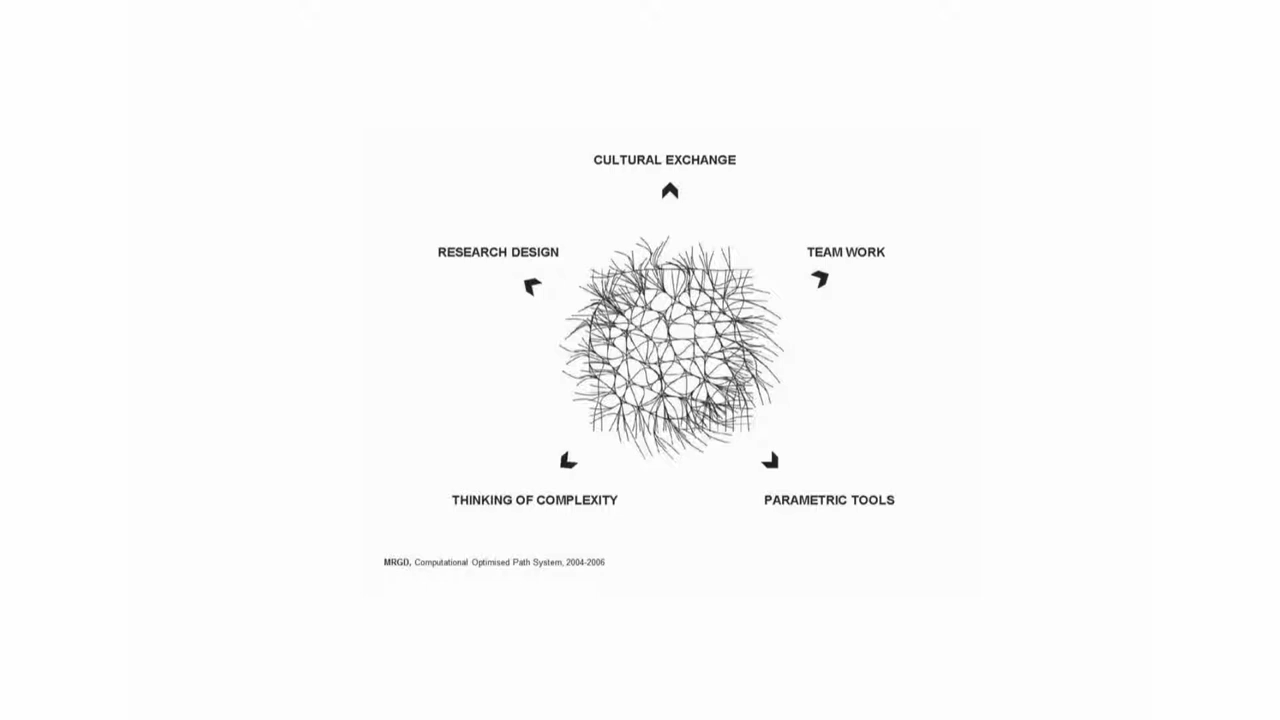 CULTURAL EXCHANGE
RESEARCH DESIGN
TEAM WORK
THINKING OF COMPLEXITY
PARAMETRIC TOOLS
MRGD, Computational Optimised Path System, 2004-2006